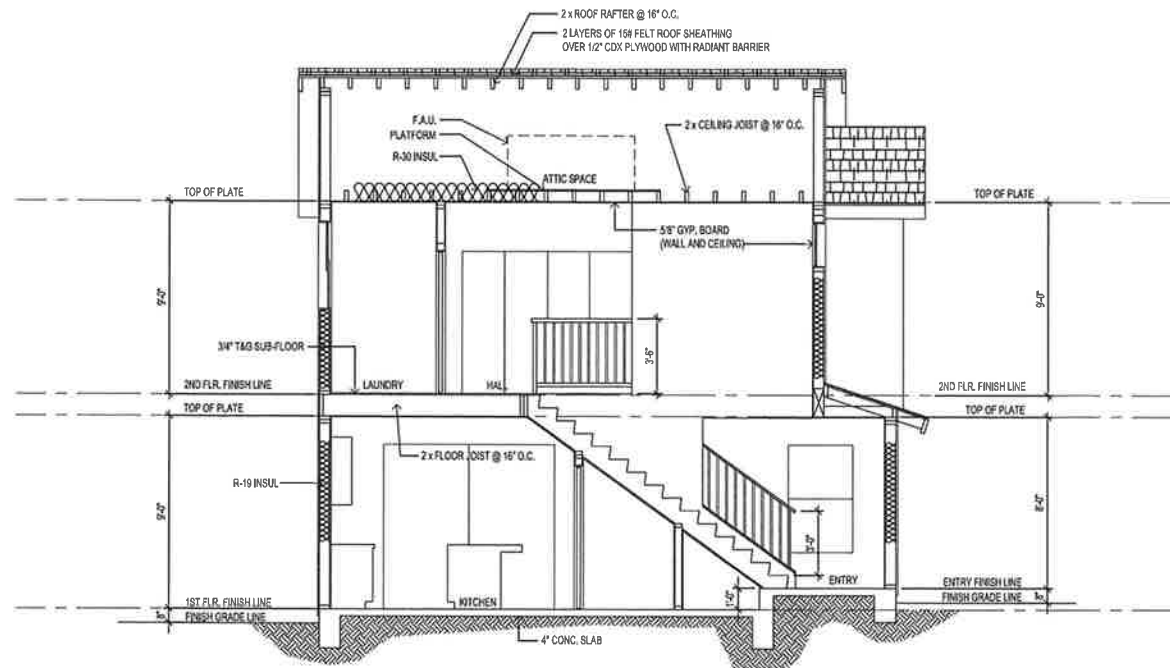 2 x ROOF RAFTER @ 16" O.C.
2 LAYERS OF 15# FELT ROOF SHEATHING
OVER 1/2" CDX PLYWOOD WITH RADIANT BARRIER
F.A.U.
PLATFORM
R-30 INSUL
2 x CEILING JOIST @ 16" O.C.
ATTIC SPACE
TOP OF PLATE
TOP OF PLATE
5/8" GYP. BOARD
(WALL AND CEILING)
9'-0"
9'-0"
3/4" T&G SUB-FLOOR
3'-6"
2ND FLR. FINISH LINE
LAUNDRY
HAL
2ND FLR. FINISH LINE
TOP OF PLATE
TOP OF PLATE
2 x FLOOR JOIST @ 16" O.C.
R-19 INSUL
9'-0"
8'-0"
3'-0"
ENTRY
ENTRY FINISH LINE
1'-0"
1ST FLR. FINISH LINE
KITCHEN
FINISH GRADE LINE
FINISH GRADE LINE
4" CONC. SLAB